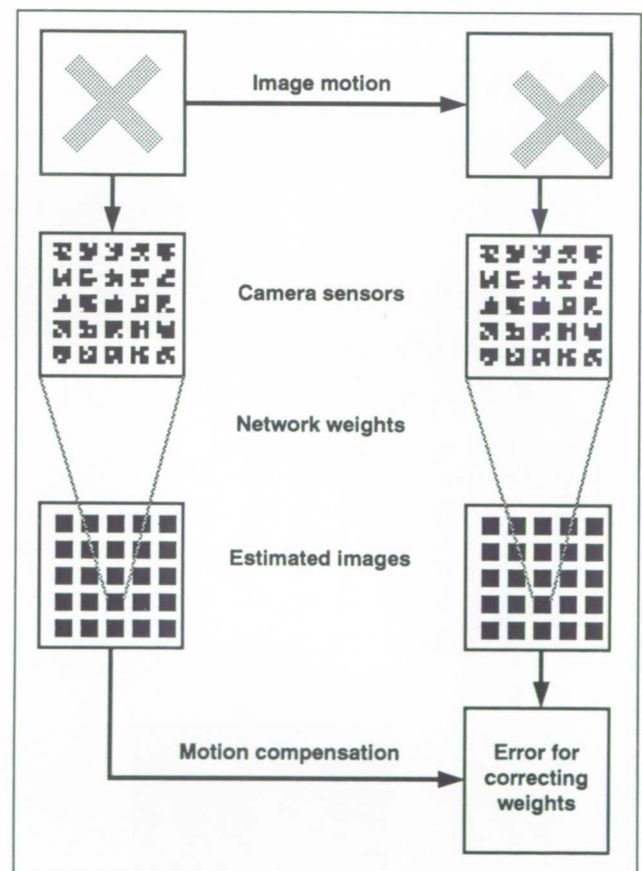 Image motion
Camera sensors
Network weights
Estimated images
Motion compensation
Error for
correcting
weights